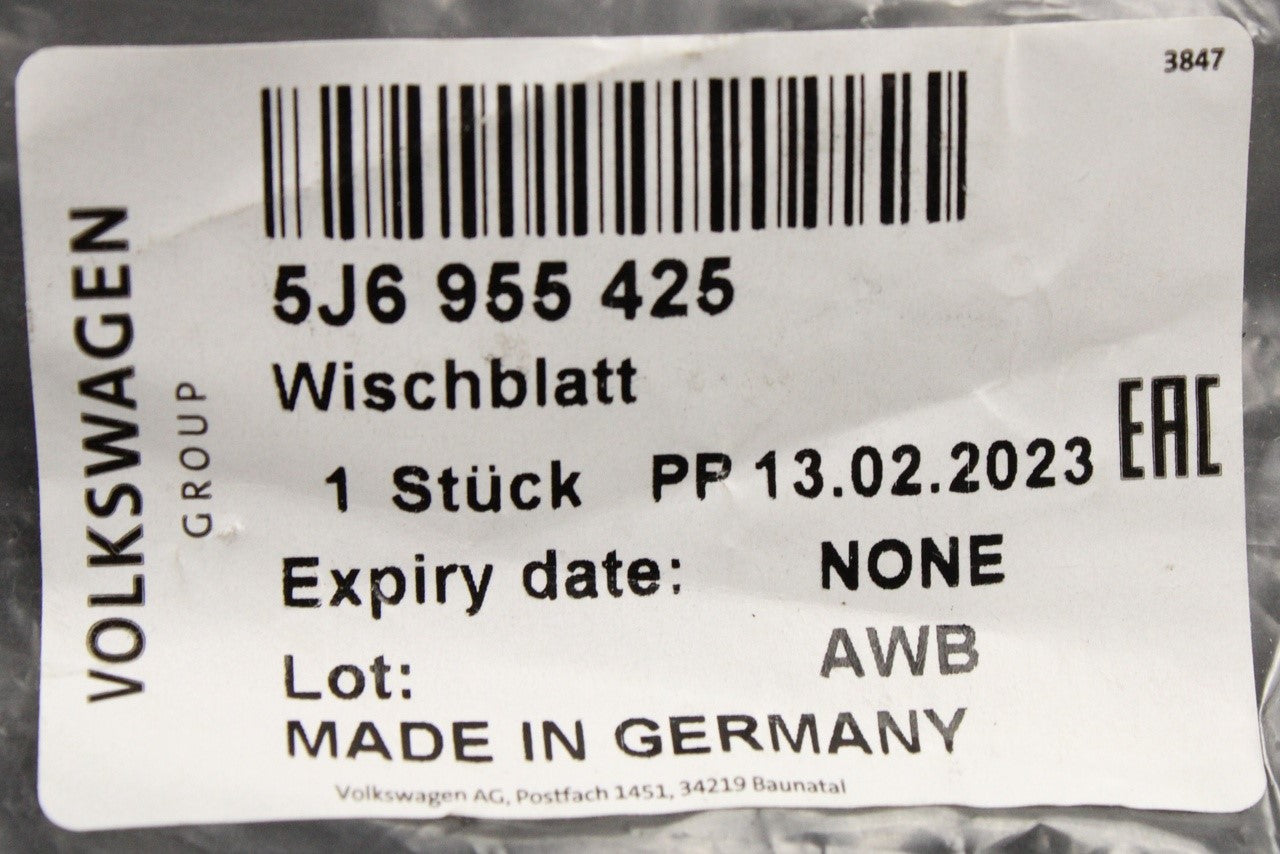 3847
VOLKSWAGEN
GROUP
5J6 955 425
Wischblatt
1 Stück PP 13.02.2023
EAC
Expiry date: NONE
Lot: AWB
MADE IN GERMANY
Volkswagen AG, Postfach 1451, 34219 Baunatal